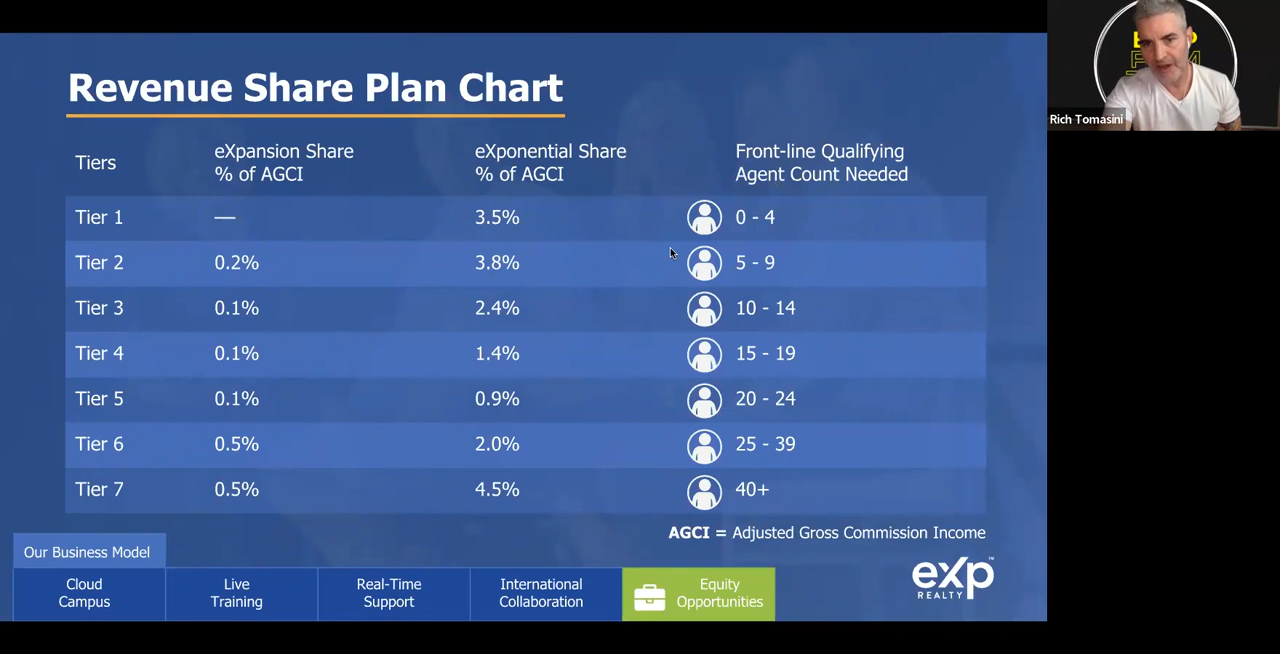 Revenue Share Plan Chart
Tiers
eXpansion Share
% of AGCI
eXponential Share
% of AGCI
Front-line Qualifying
Agent Count Needed
Tier 1 — 3.5% 0 - 4
Tier 2 0.2% 3.8% 5 - 9
Tier 3 0.1% 2.4% 10 - 14
Tier 4 0.1% 1.4% 15 - 19
Tier 5 0.1% 0.9% 20 - 24
Tier 6 0.5% 2.0% 25 - 39
Tier 7 0.5% 4.5% 40+
AGCI = Adjusted Gross Commission Income
Our Business Model
Cloud
Campus
Live
Training
Real-Time
Support
International
Collaboration
Equity
Opportunities
eXp™
REALTY
Rich Tomasini